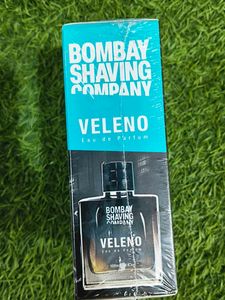 BOMBAY
SHAVING
COMPANY
VELENO
Eau de Parfum
BOMBAY
SHAVING
COMPANY
VELENO
Eau de Parfum